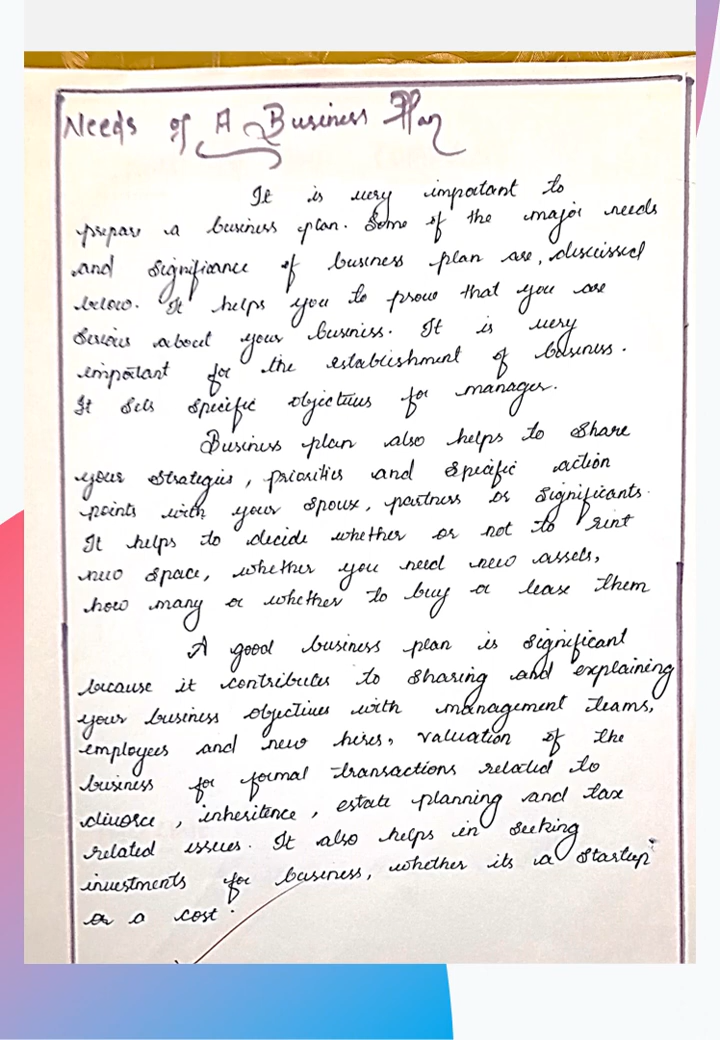 Needs of A Business Plan
It is very important to
prepare a business plan. Some of the major needs
and significance of business plan are, discussed
below. It helps you to prove that you are
serious about your business. It is very
important for the establishment of business.
It sets specific objectives for manager.
Business plan also helps to share
your strategies, priorities and specific action
points with your spouse, partners or significants.
It helps to decide whether or not to rent
new space, whether you need new assets,
how many or whether to buy or lease them
A good business plan is significant
because it contributes to sharing and explaining
your business objectives with management teams,
employees and new hires, valuation of the
business for formal transactions related to
divorce, inheritence, estate planning and tax
related issues. It also helps in seeking
investments for business, whether its a startup
or a cost.